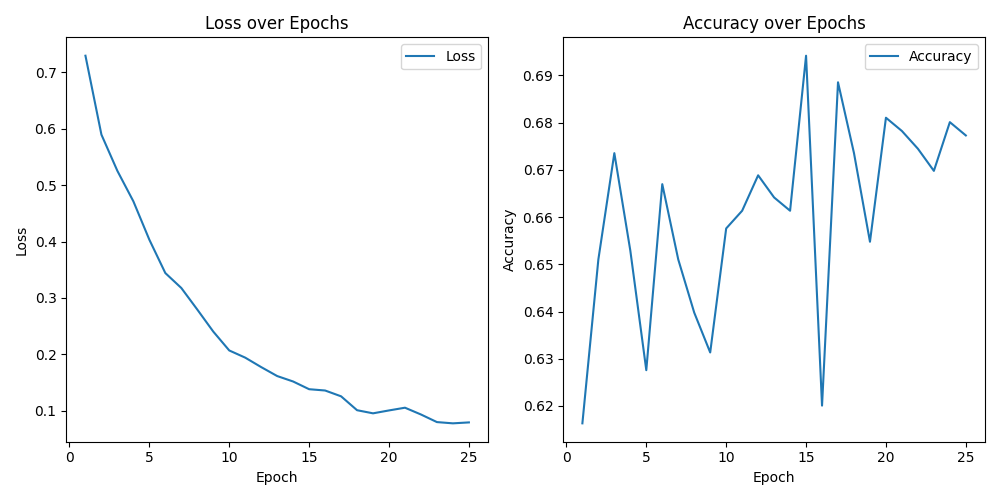 Loss over Epochs
Loss
0.7
0.6
0.5
0.4
0.3
0.2
0.1
Loss
0 5 10 15 20 25
Epoch
Accuracy over Epochs
Accuracy
0.69
0.68
0.67
0.66
0.65
0.64
0.63
0.62
Accuracy
0 5 10 15 20 25
Epoch